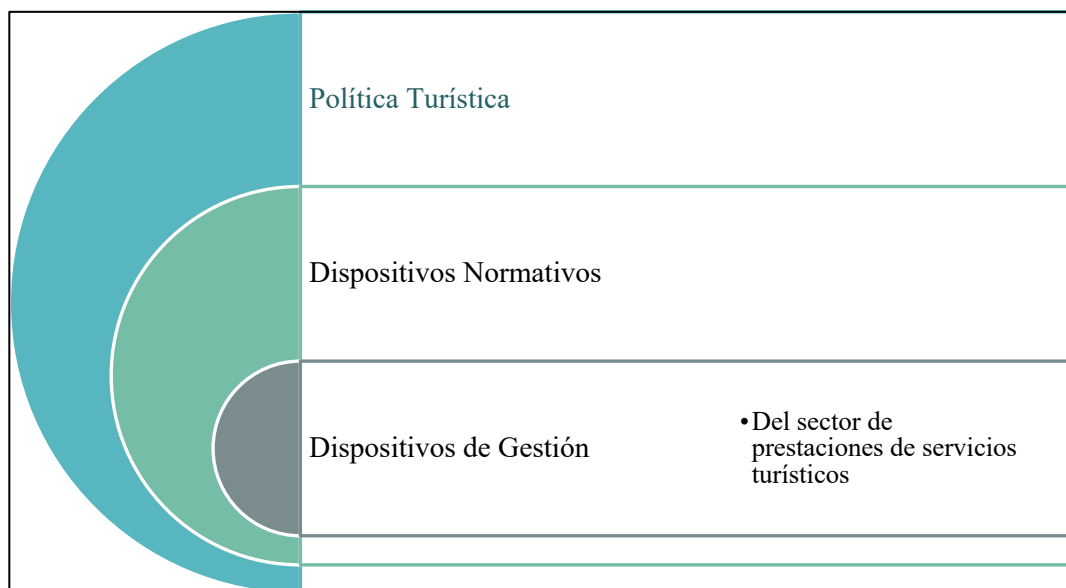 Política Turística
Dispositivos Normativos
Dispositivos de Gestión
•Del sector de
prestaciones de servicios
turísticos